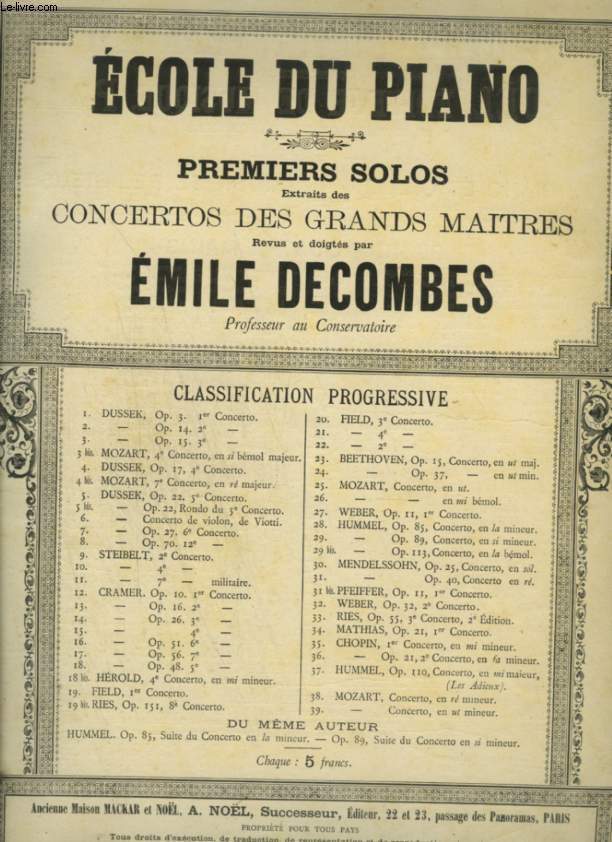 Le-livre.com
ÉCOLE DU PIANO
PREMIERS SOLOS
Extraits des
CONCERTOS DES GRANDS MAITRES
Revus et doigtés par
ÉMILE DECOMBES
Professeur au Conservatoire
CLASSIFICATION PROGRESSIVE
1. DUSSEK, Op. 3. 1er Concerto.
2. — Op. 14. 2e —
3. — Op. 15. 3e —
3 bis. MOZART, 4e Concerto, en si bémol majeur.
4. DUSSEK, Op. 17, 4e Concerto.
4 bis. MOZART, 7e Concerto, en ré majeur.
5. DUSSEK, Op. 22. 5e Concerto.
5 bis. — Op. 22, Rondo du 5e Concerto.
6. — Concerto de violon, de Viotti.
7. — Op. 27. 6e Concerto.
8. — Op. 70. 12e —
9. STEIBELT, 2e Concerto.
10. — 4e —
11. — 7e — militaire.
12. CRAMER. Op. 10. 1er Concerto.
13. — Op. 16. 2e —
14. — Op. 26. 3e —
15. — 4e —
16. — Op. 51. 6e —
17. — Op. 56. 7e —
18. — Op. 48. 5e —
18 bis. HÉROLD, 4e Concerto, en mi mineur.
19. FIELD, 1er Concerto.
19 bis. RIES, Op. 151, 8e Concerto.
20. FIELD, 3e Concerto.
21. — 4e —
22. — 2e —
23. BEETHOVEN, Op. 15, Concerto, en ut maj.
24. — Op. 37, — en ut min.
25. MOZART, Concerto, en ut.
26. — — en mi bémol.
27. WEBER, Op. 11, 1er Concerto.
28. HUMMEL, Op. 85, Concerto, en la mineur.
29. — Op. 89, Concerto, en si mineur.
29 bis. — Op. 113, Concerto, en la bémol.
30. MENDELSSOHN, Op. 25, Concerto, en sol.
31. — Op. 40, Concerto en ré.
31 bis. PFEIFFER, Op. 11, 1er Concerto.
32. WEBER, Op. 32, 2e Concerto.
33. RIES, Op. 55, 3e Concerto, 2e Édition.
34. MATHIAS, Op. 21, 1er Concerto.
35. CHOPIN, 1er Concerto, en mi mineur.
36. — Op. 21, 2e Concerto, en fa mineur.
37. HUMMEL, Op. 110, Concerto, en mi maieur,
(Les Adieux).
38. MOZART, Concerto, en ré mineur.
39. — Concerto, en ut mineur.
DU MÊME AUTEUR
HUMMEL. Op. 85, Suite du Concerto en la mineur. — Op. 89, Suite du Concerto en si mineur.
Chaque : 5 francs.
Ancienne Maison MACKAR et NOËL, A. NOËL, Successeur, Éditeur, 22 et 23, passage des Panoramas, PARIS
PROPRIÉTÉ POUR TOUS PAYS
Tous droits d'exécution, de traduction, de représentation et de